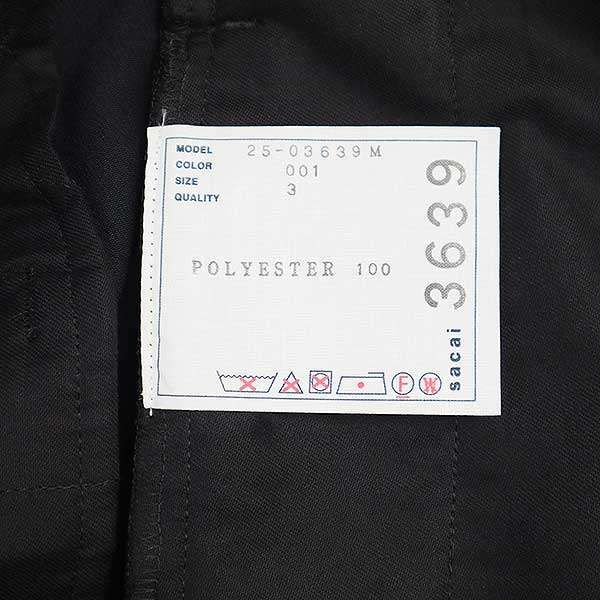 MODEL 25-03639M
COLOR 001
SIZE 3
QUALITY
POLYESTER 100
F
W
sacai 3639